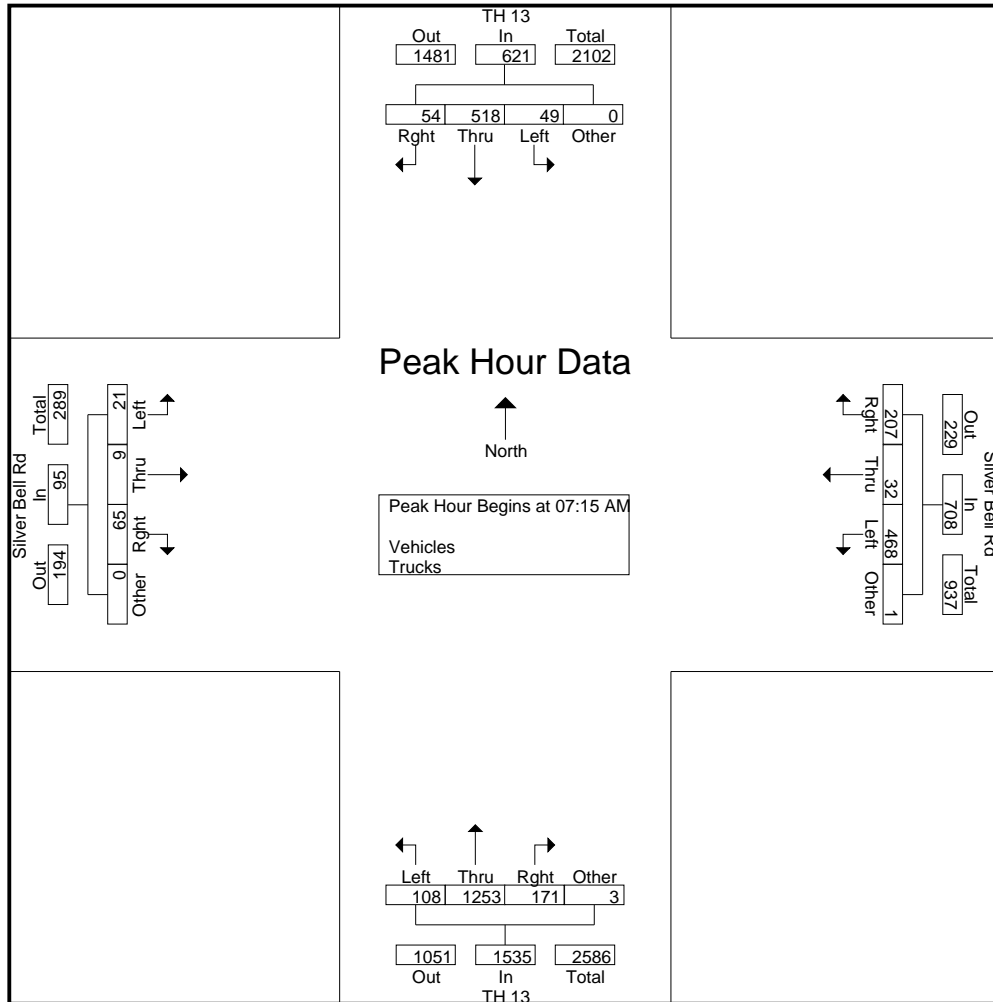 TH 13
Out In Total
1481 621 2102
54 518 49 0
Rght Thru Left Other
Peak Hour Data
North
Peak Hour Begins at 07:15 AM
Vehicles
Trucks
Silver Bell Rd
Total In Out
289 95 194
21 9 65 0
Left Thru Rght Other
Rght Thru Left Other
207 32 468 1
Out In Total
229 708 937
Silver Bell Rd
Left Thru Rght Other
108 1253 171 3
1051 1535 2586
Out In Total
TH 13